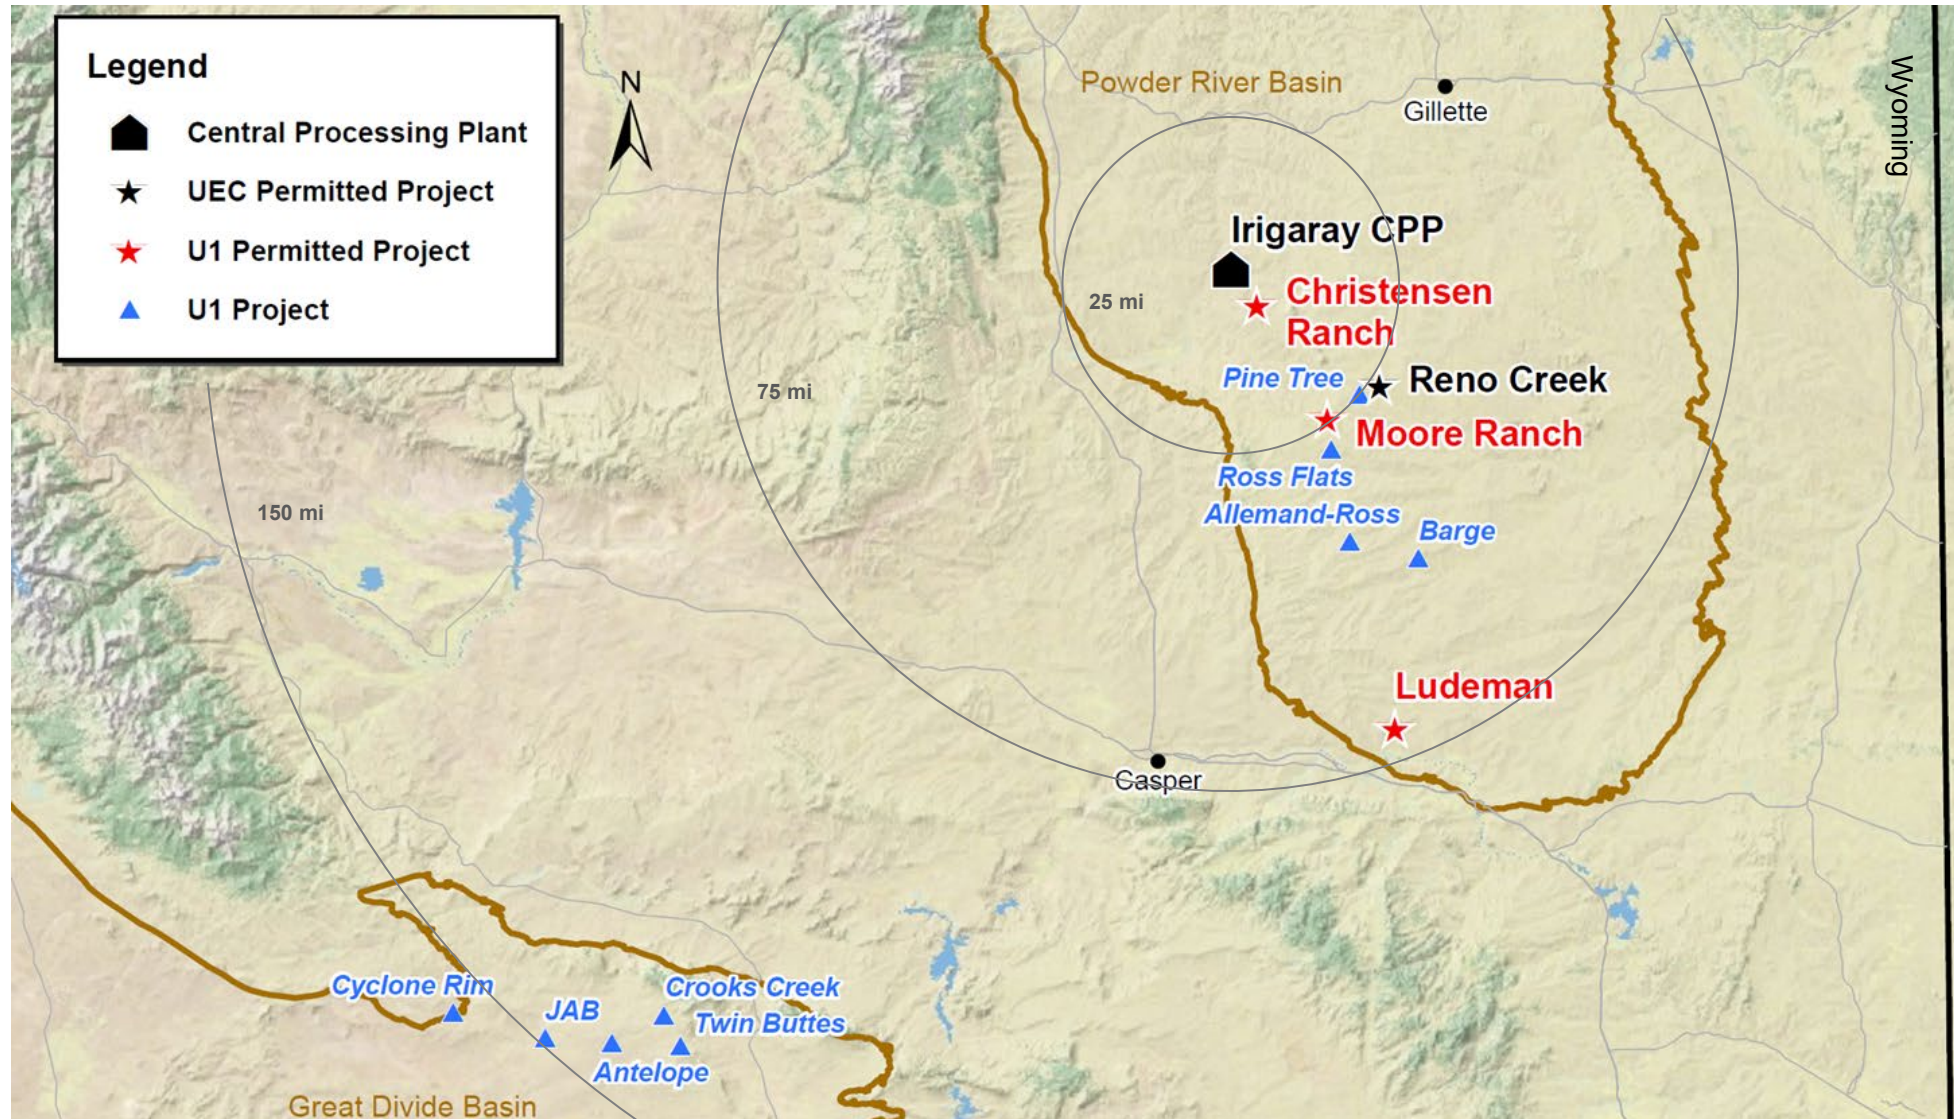 Legend
Central Processing Plant
UEC Permitted Project
U1 Permitted Project
U1 Project
N
Powder River Basin
Gillette
Wyoming
Irigaray CPP
Christensen
Ranch
25 mi
Pine Tree
Reno Creek
75 mi
Moore Ranch
Ross Flats
150 mi
Allemand-Ross
Barge
Ludeman
Casper
Cyclone Rim
Crooks Creek
JAB
Twin Buttes
Antelope
Great Divide Basin